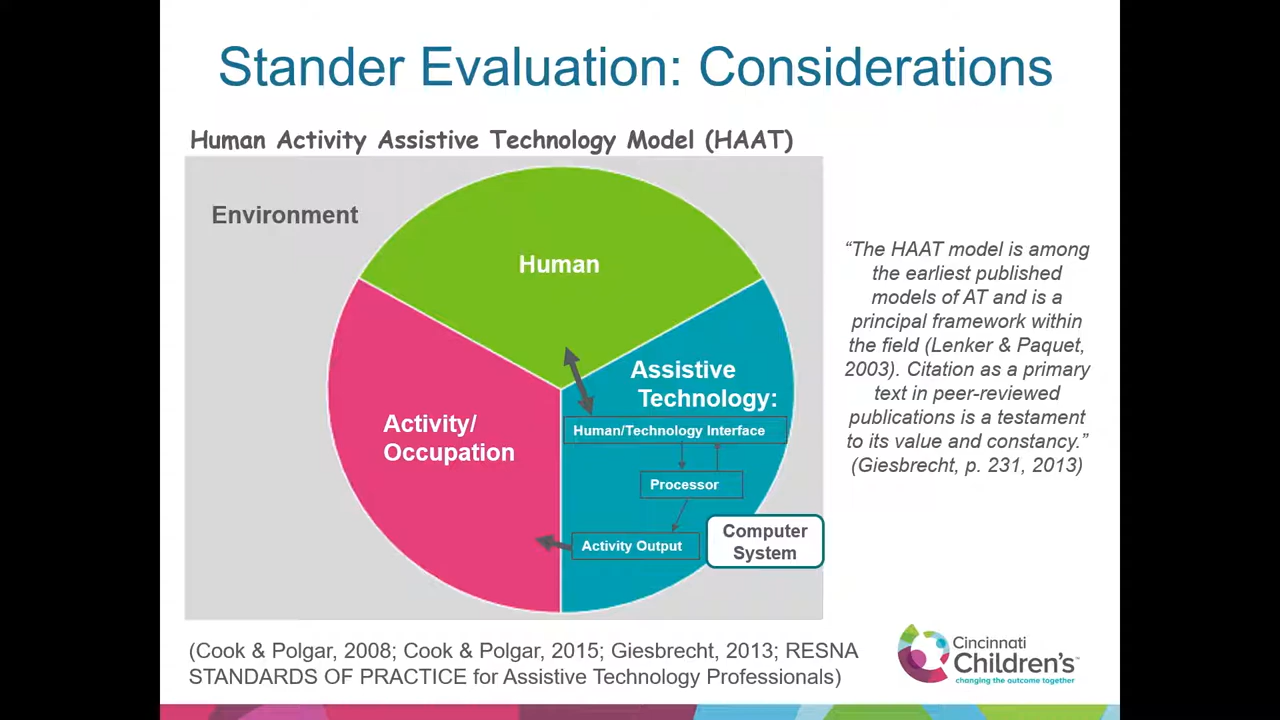 Stander Evaluation: Considerations
Human Activity Assistive Technology Model (HAAT)
Environment
Human
Assistive
Technology:
Human/Technology Interface
Processor
Activity Output
Computer
System
Activity/
Occupation
“The HAAT model is among
the earliest published
models of AT and is a
principal framework within
the field (Lenker & Paquet,
2003). Citation as a primary
text in peer-reviewed
publications is a testament
to its value and constancy.”
(Giesbrecht, p. 231, 2013)
(Cook & Polgar, 2008; Cook & Polgar, 2015; Giesbrecht, 2013; RESNA
STANDARDS OF PRACTICE for Assistive Technology Professionals)
Cincinnati
Children's™
changing the outcome together